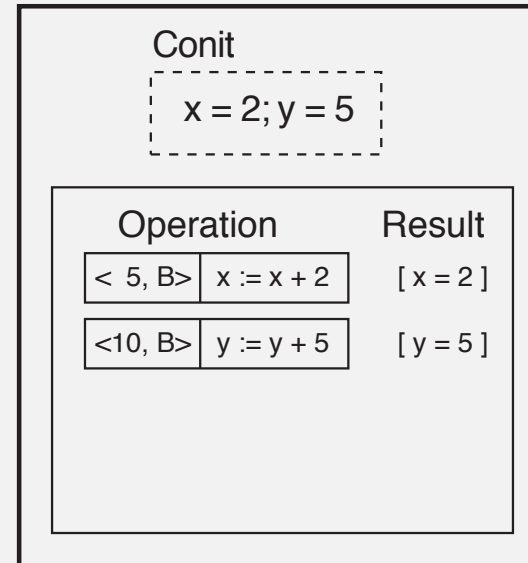 Conit
x = 2; y = 5
Operation Result
< 5, B> x := x + 2 [ x = 2 ]
<10, B> y := y + 5 [ y = 5 ]